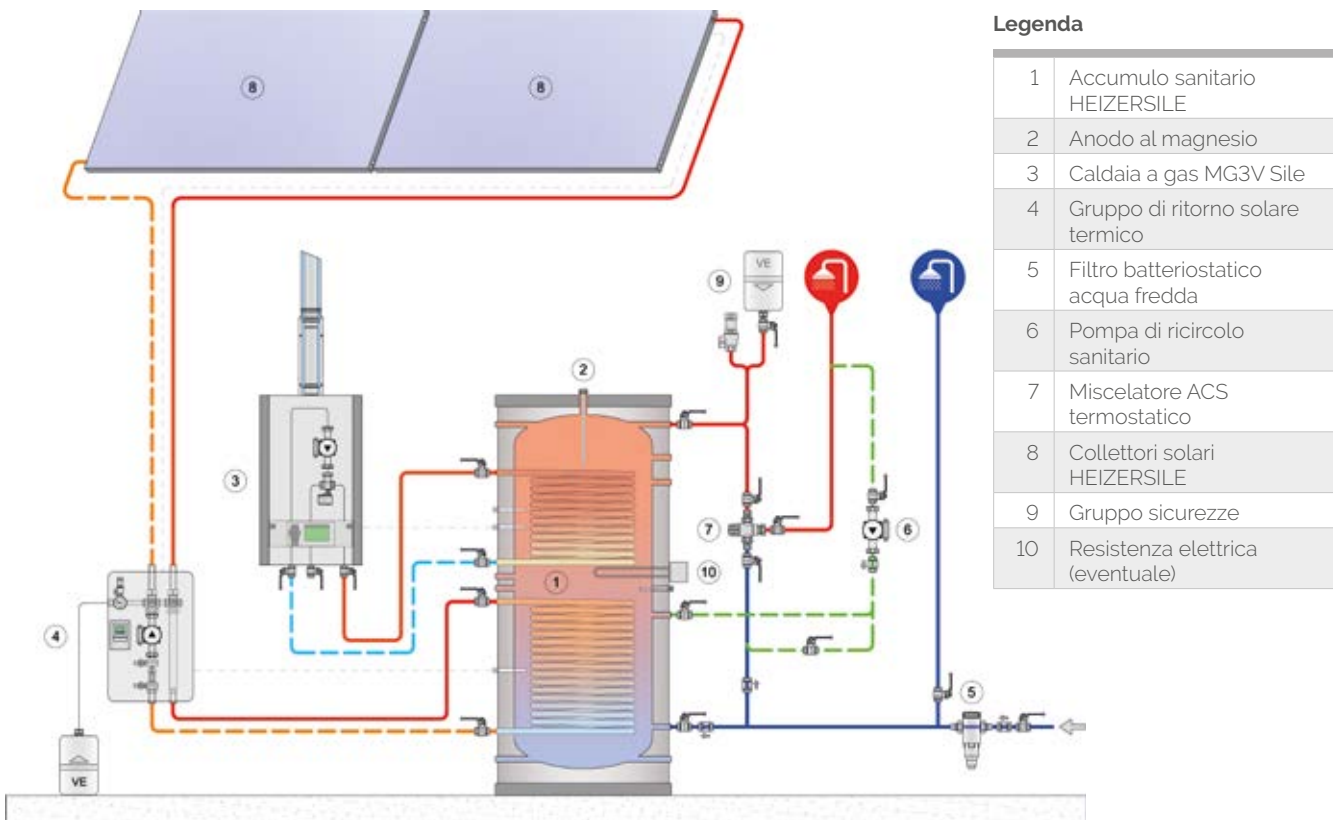 8
8
Legenda
1 Accumulo sanitario
HEIZERSILE
2 Anodo al magnesio
3 Caldaia a gas MG3V Sile
4 Gruppo di ritorno solare
termico
5 Filtro batteriostatico
acqua fredda
6 Pompa di ricircolo
sanitario
7 Miscelatore ACS
termostatico
8 Collettori solari
HEIZERSILE
9 Gruppo sicurezze
10 Resistenza elettrica
(eventuale)
VE
9
2
3
7
6
10
1
4
5
VE